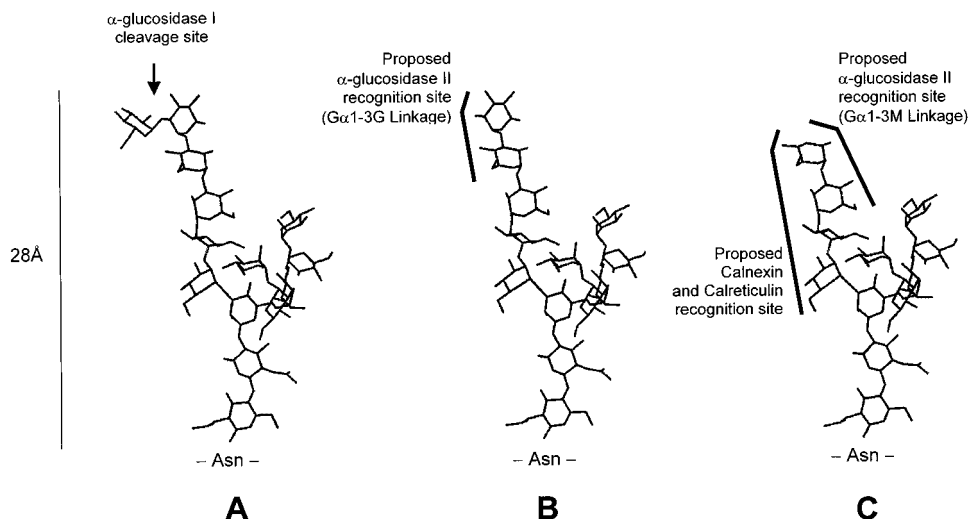 α-glucosidase I
cleavage site
Proposed
α-glucosidase II
recognition site
(Gα1-3G Linkage)
Proposed
α-glucosidase II
recognition site
(Gα1-3M Linkage)
28Å
Proposed
Calnexin
and Calreticulin
recognition site
– Asn –
– Asn –
– Asn –
A
B
C